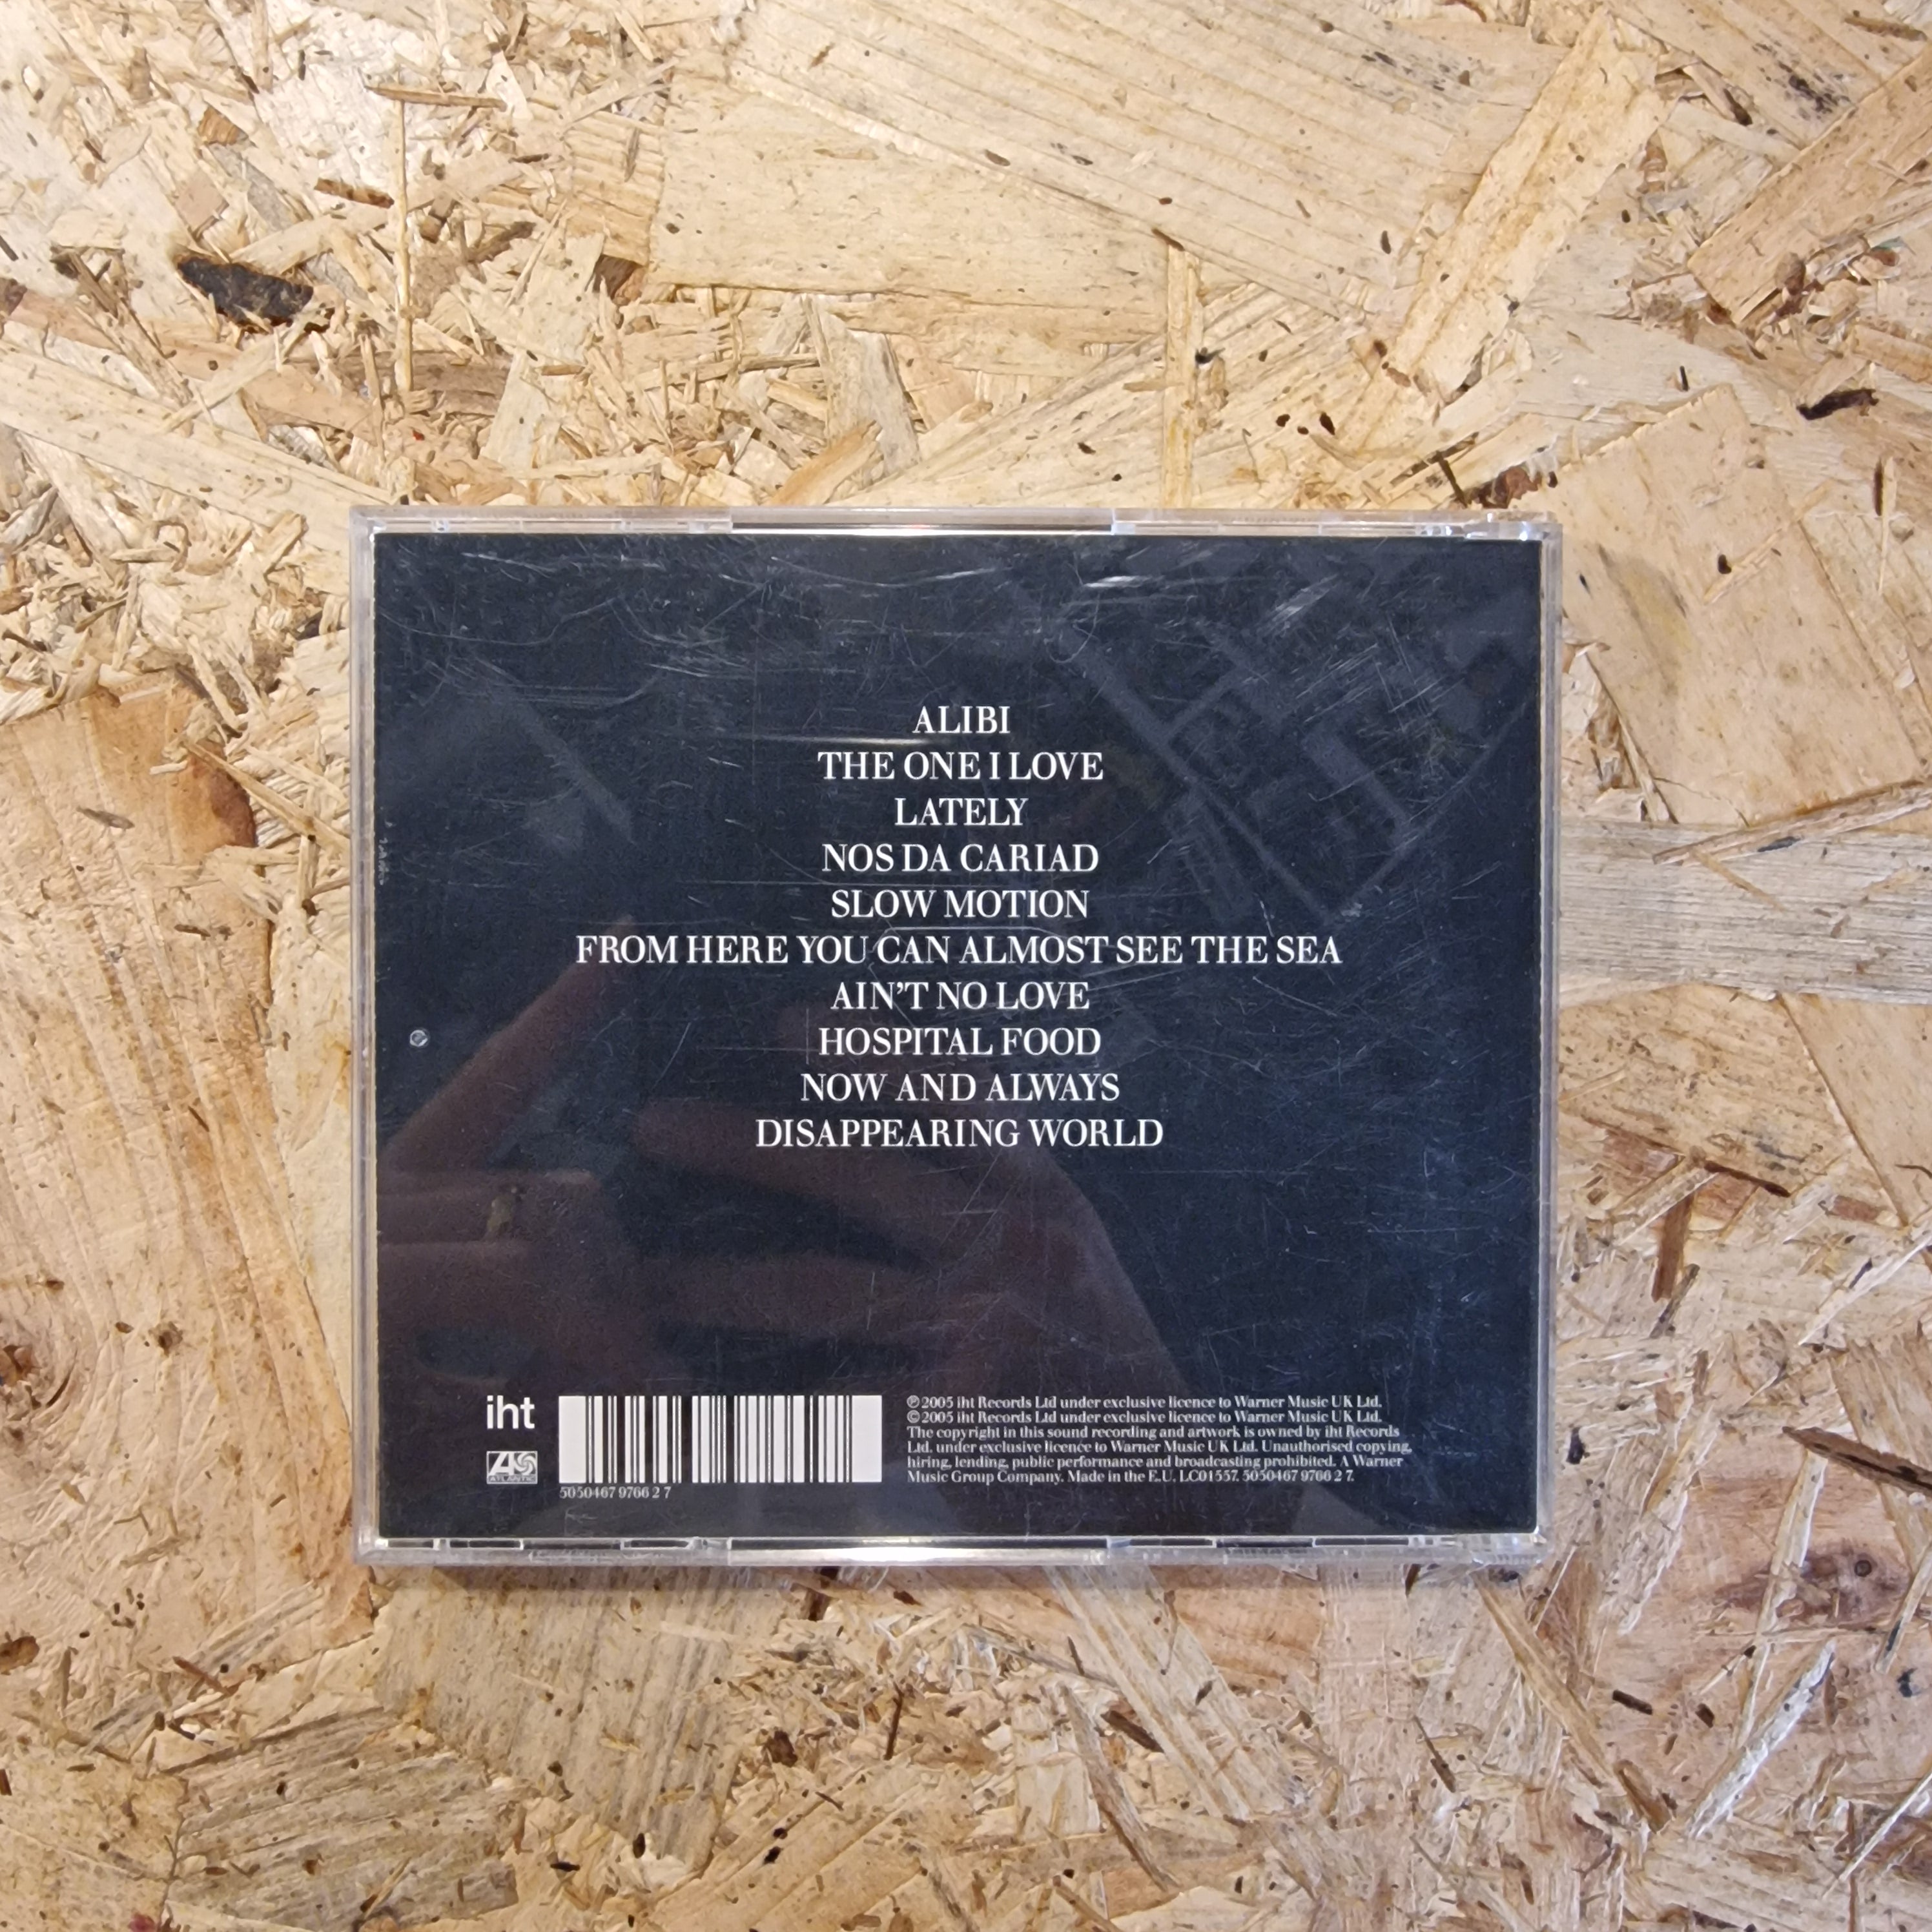 ALIBI
THE ONE I LOVE
LATELY
NOS DA CARIAD
SLOW MOTION
FROM HERE YOU CAN ALMOST SEE THE SEA
AIN'T NO LOVE
HOSPITAL FOOD
NOW AND ALWAYS
DISAPPEARING WORLD
iht
ATLANTIC
5050467 9766 2 7
℗ 2005 iht Records Ltd under exclusive licence to Warner Music UK Ltd.
© 2005 iht Records Ltd under exclusive licence to Warner Music UK Ltd.
The copyright in this sound recording and artwork is owned by iht Records
Ltd. under exclusive licence to Warner Music UK Ltd. Unauthorised copying,
hiring, lending, public performance and broadcasting prohibited. A Warner
Music Group Company. Made in the E.U. LC01557. 5050467 9766 2 7.